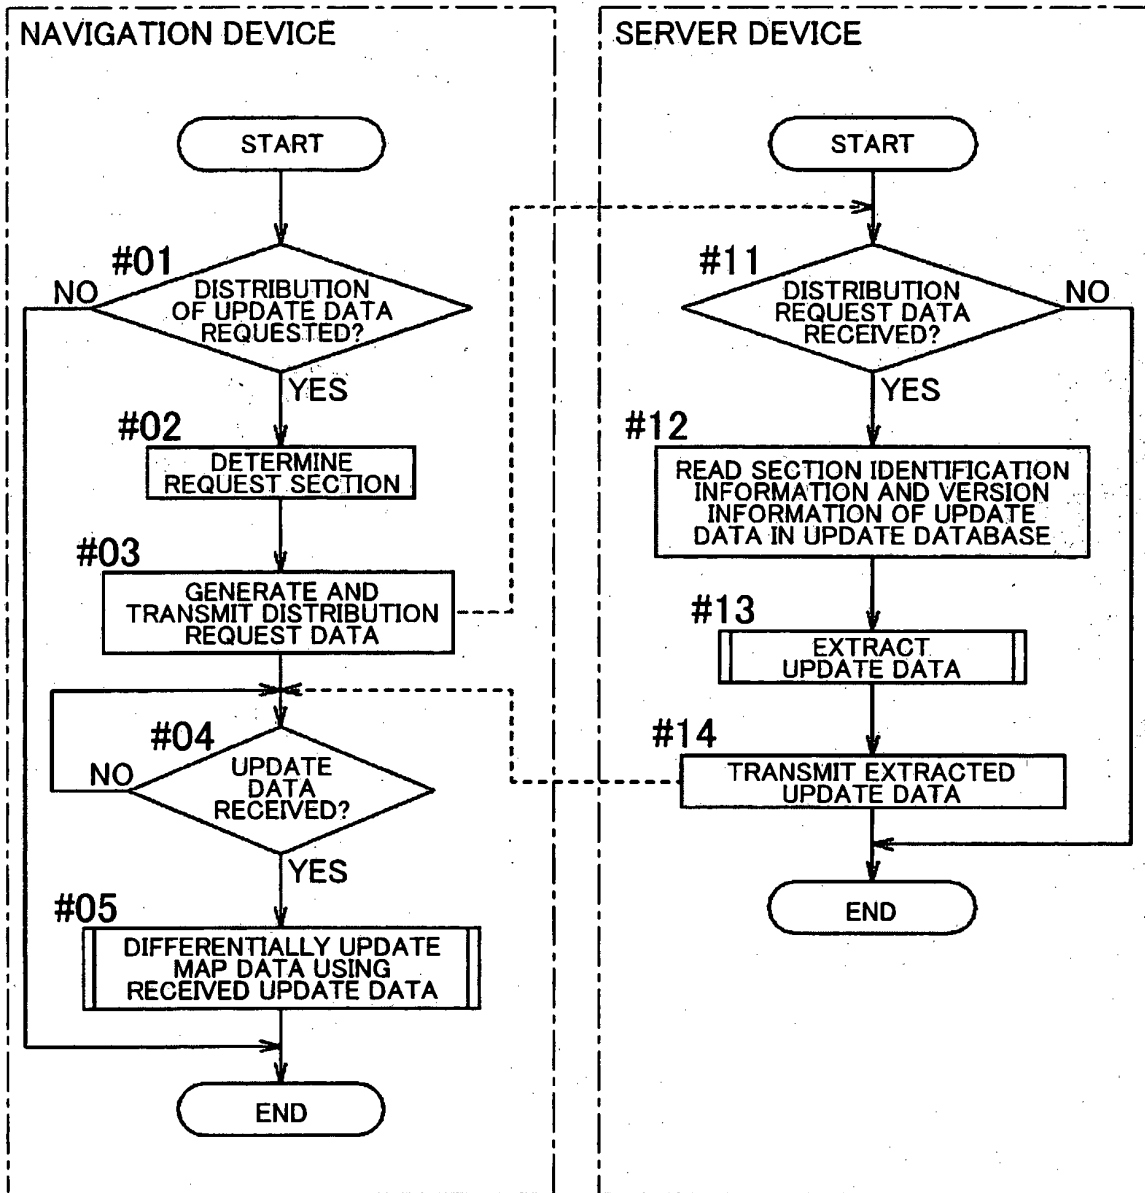 NAVIGATION DEVICE
START
#01
DISTRIBUTION
OF UPDATE DATA
REQUESTED?
NO
YES
#02
DETERMINE
REQUEST SECTION
#03
GENERATE AND
TRANSMIT DISTRIBUTION
REQUEST DATA
#04
UPDATE
DATA
RECEIVED?
NO
YES
#05
DIFFERENTIALLY UPDATE
MAP DATA USING
RECEIVED UPDATE DATA
END
SERVER DEVICE
START
#11
DISTRIBUTION
REQUEST DATA
RECEIVED?
NO
YES
#12
READ SECTION IDENTIFICATION
INFORMATION AND VERSION
INFORMATION OF UPDATE
DATA IN UPDATE DATABASE
#13
EXTRACT
UPDATE DATA
#14
TRANSMIT EXTRACTED
UPDATE DATA
END